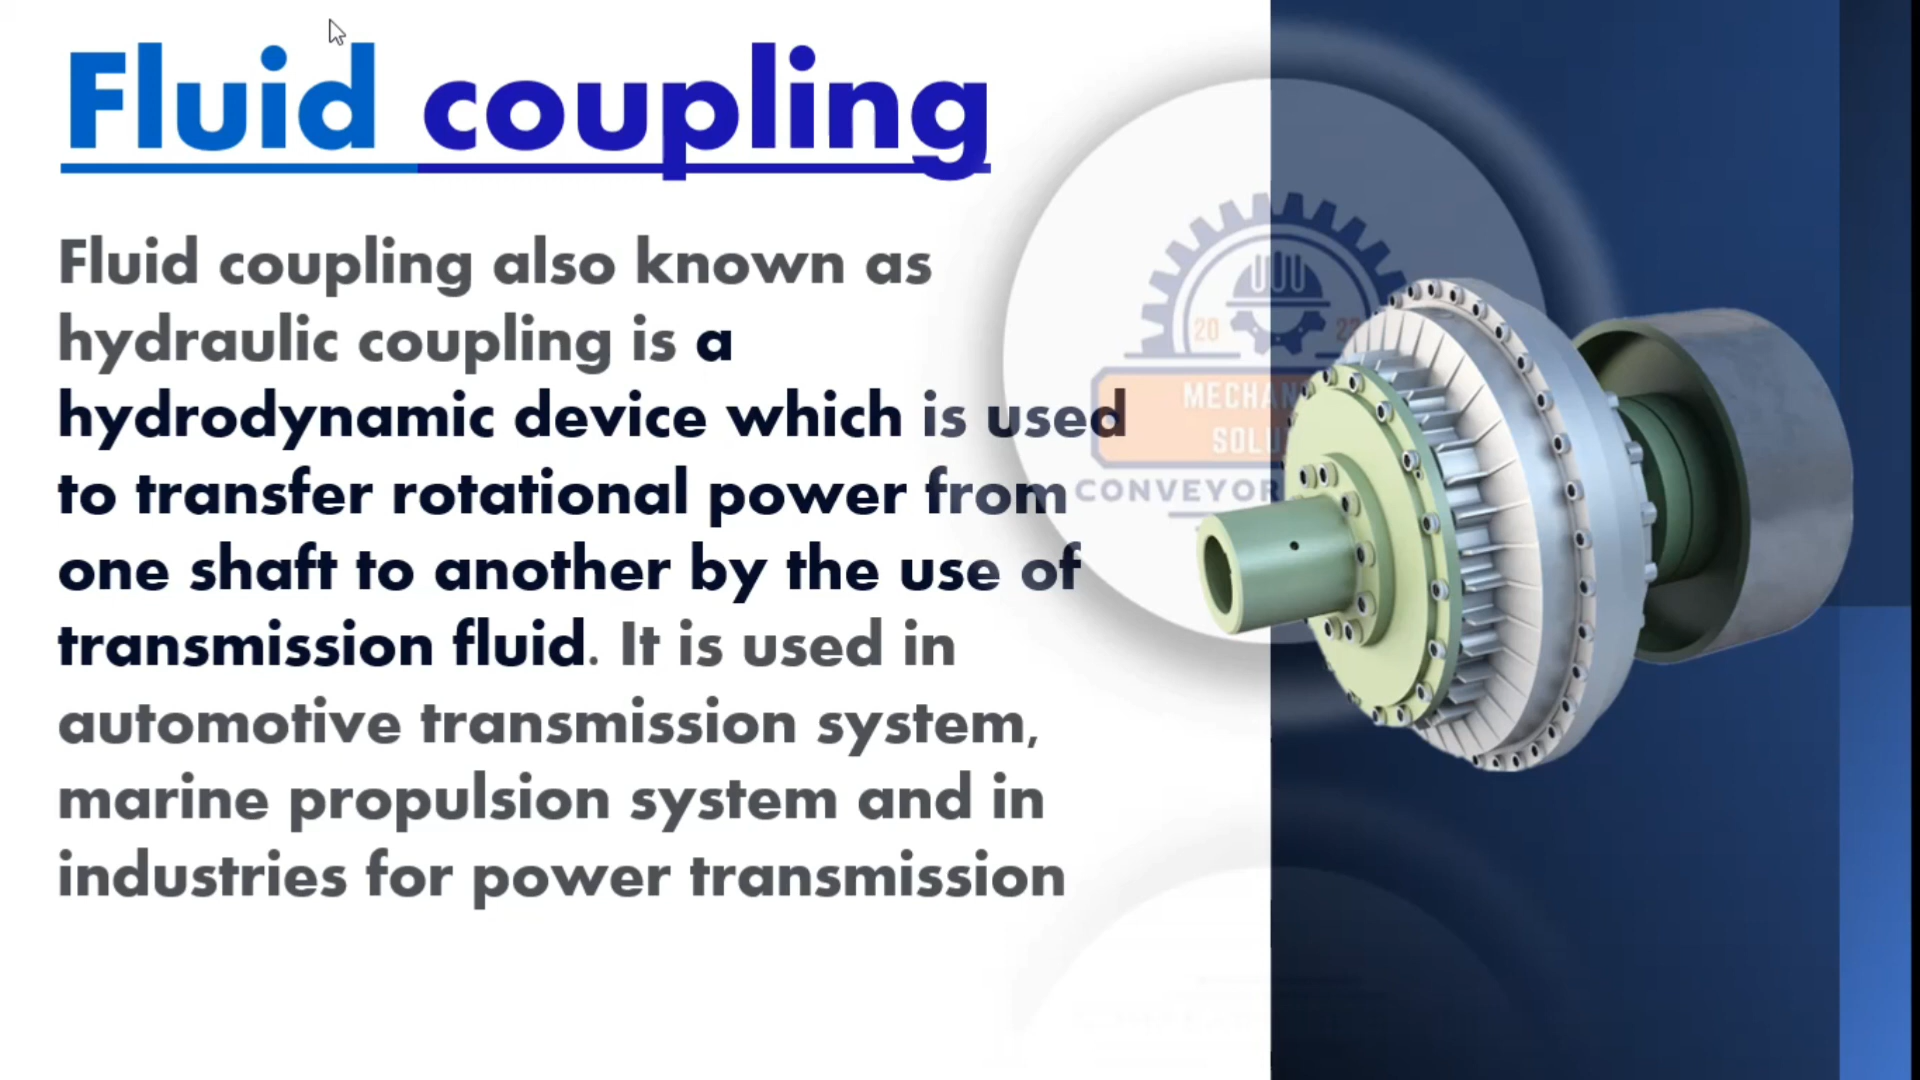 Fluid coupling
Fluid coupling also known as
hydraulic coupling is a
hydrodynamic device which is used
to transfer rotational power from
one shaft to another by the use of
transmission fluid. It is used in
automotive transmission system,
marine propulsion system and in
industries for power transmission
20
CONVEYOR